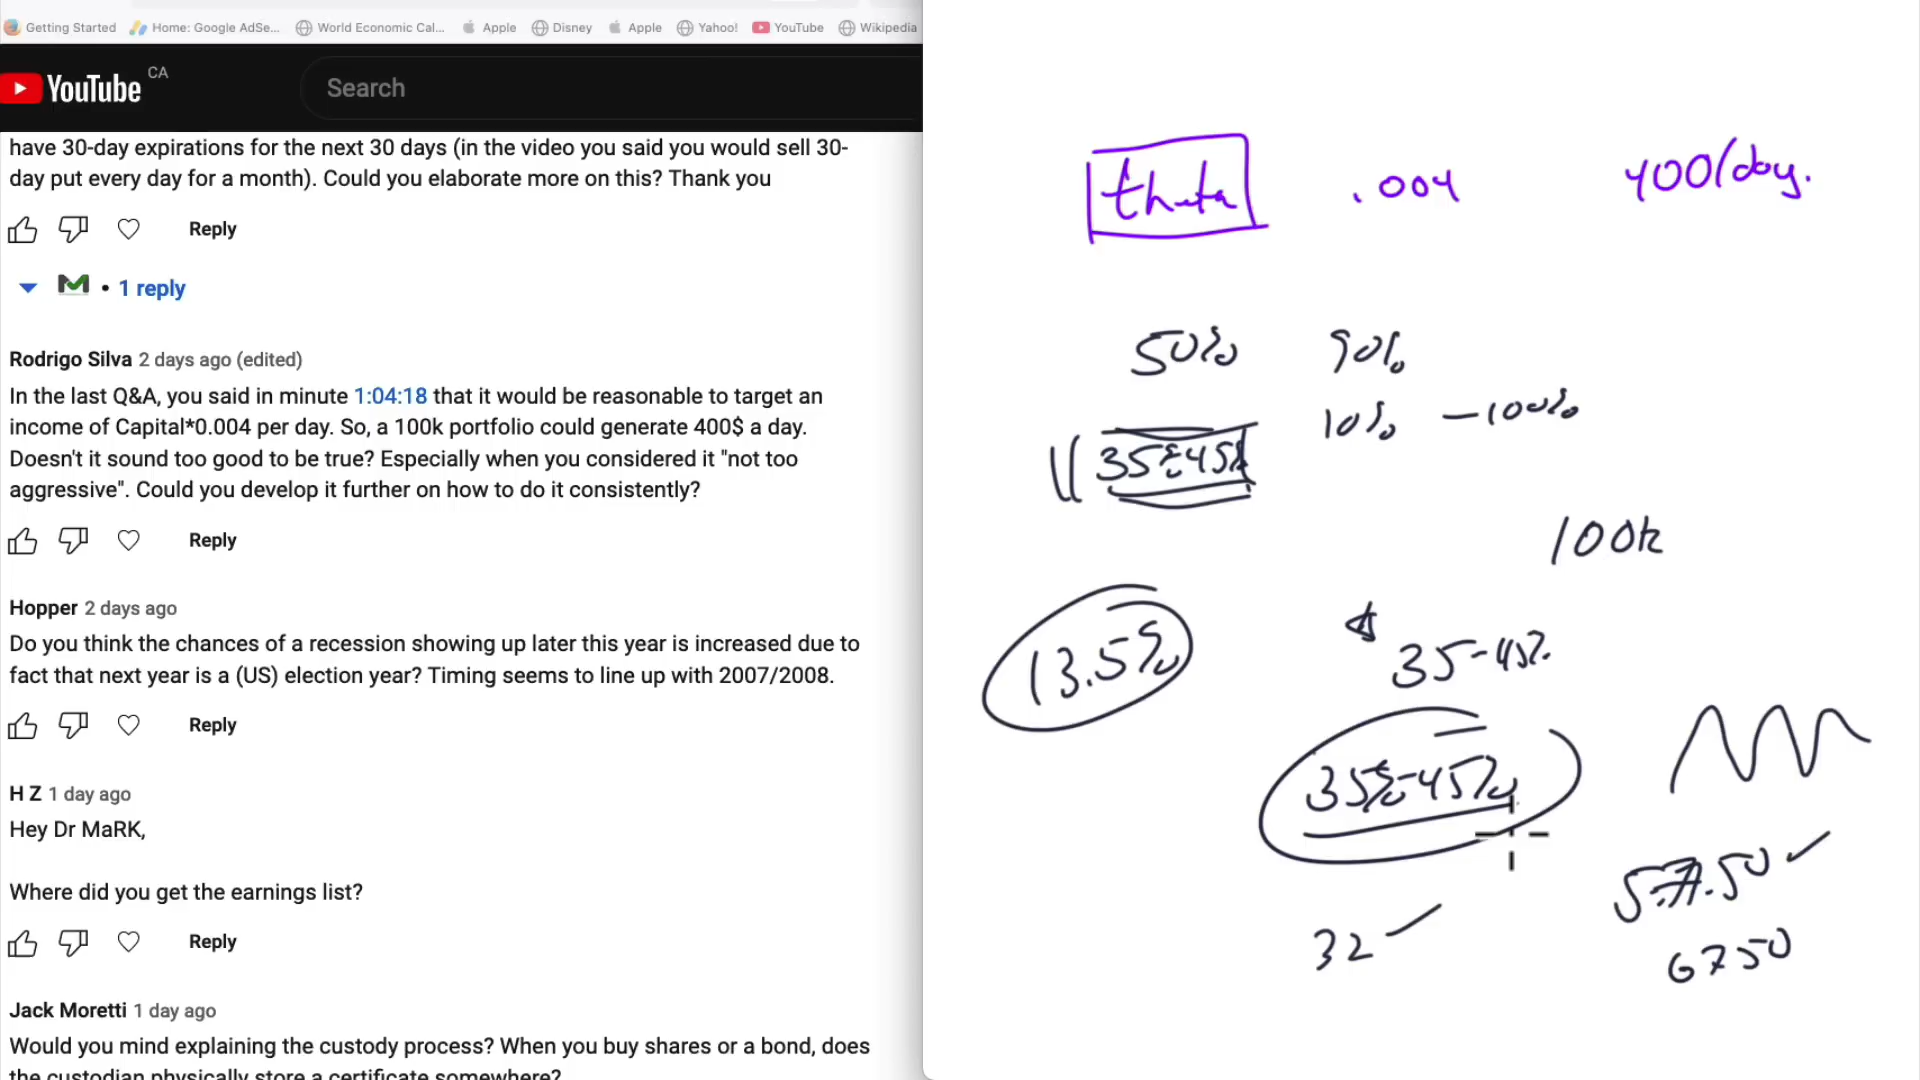 Getting Started Home: Google AdSe... World Economic Cal... Apple Disney Apple Yahoo! YouTube Wikipedia
YouTube CA Search
have 30-day expirations for the next 30 days (in the video you said you would sell 30-
day put every day for a month). Could you elaborate more on this? Thank you
Reply
• 1 reply
Rodrigo Silva 2 days ago (edited)
In the last Q&A, you said in minute 1:04:18 that it would be reasonable to target an
income of Capital*0.004 per day. So, a 100k portfolio could generate 400$ a day.
Doesn't it sound too good to be true? Especially when you considered it "not too
aggressive". Could you develop it further on how to do it consistently?
Reply
Hopper 2 days ago
Do you think the chances of a recession showing up later this year is increased due to
fact that next year is a (US) election year? Timing seems to line up with 2007/2008.
Reply
H Z 1 day ago
Hey Dr MaRK,
Where did you get the earnings list?
Reply
Jack Moretti 1 day ago
Would you mind explaining the custody process? When you buy shares or a bond, does
the custodian physically store a certificate somewhere?
theta .004 400/day.
50% 90%
10% -100%
35%-45%
100k
13.5%
35-45%
35%-45%
32
6750